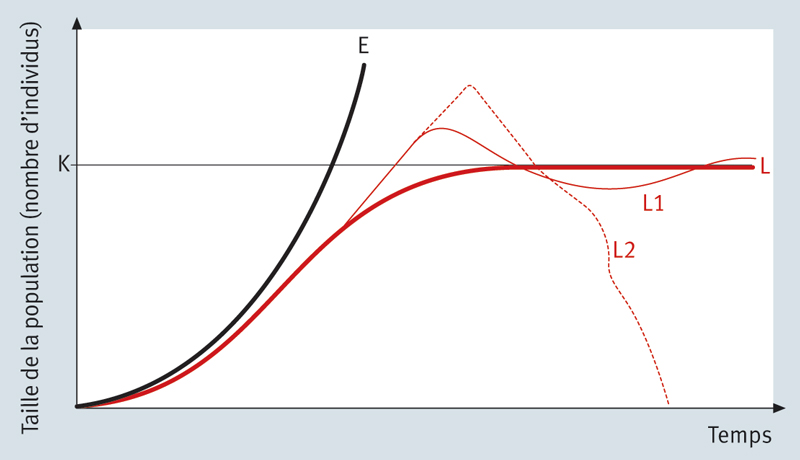 Taille de la population (nombre d'individus)
E
K
L
L1
L2
Temps